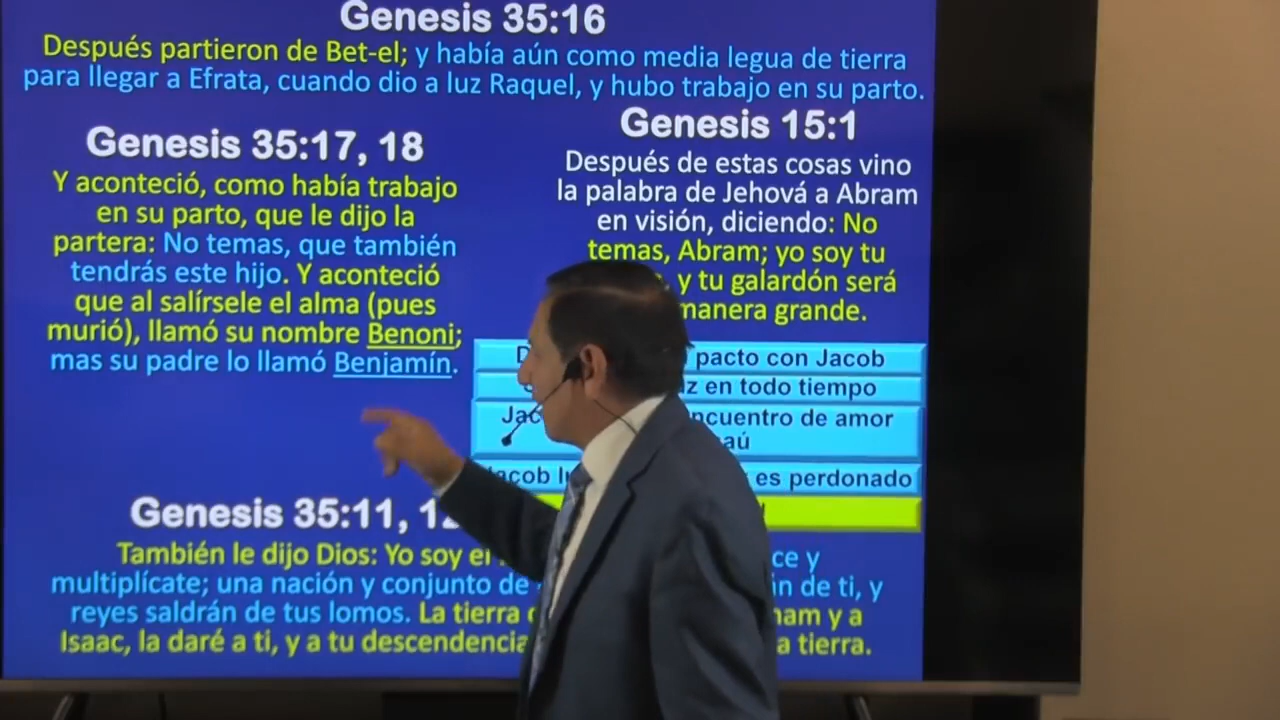 Genesis 35:16
Después partieron de Bet-el; y había aún como media legua de tierra
para llegar a Efrata, cuando dio a luz Raquel, y hubo trabajo en su parto.
Genesis 35:17, 18
Y aconteció, como había trabajo
en su parto, que le dijo la
partera: No temas, que también
tendrás este hijo. Y aconteció
que al salírsele el alma (pues
murió), llamó su nombre Benoni;
mas su padre lo llamó Benjamín.
Genesis 15:1
Después de estas cosas vino
la palabra de Jehová a Abram
en visión, diciendo: No
temas, Abram; yo soy tu
y tu galardón será
manera grande.
pacto con Jacob
en todo tiempo
de amor
es perdonado
Genesis 35:11,
También le dijo Dios: Yo soy el
y
multiplícate; una nación y conjunto de
de ti, y
reyes saldrán de tus lomos. La tierra
y a
Isaac, la daré a ti, y a tu descendencia
a tierra.